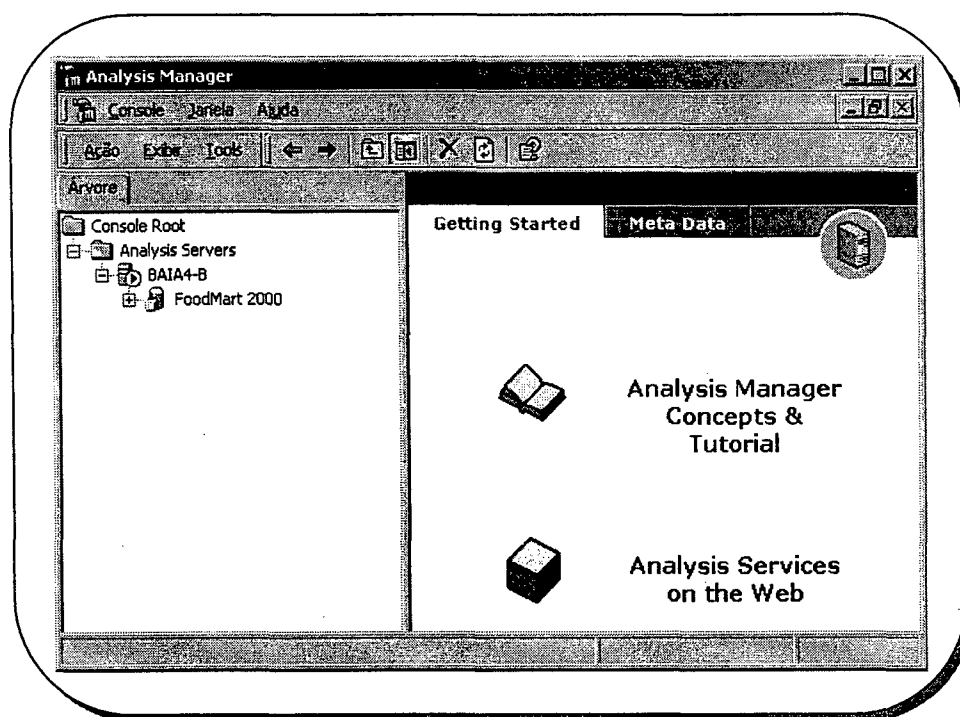 Analysis Manager
Console Janela Ajuda
Ação Exibir Tools
Árvore
Console Root
Analysis Servers
BAIA4-B
FoodMart 2000
Getting Started Meta Data
Analysis Manager
Concepts &
Tutorial
Analysis Services
on the Web